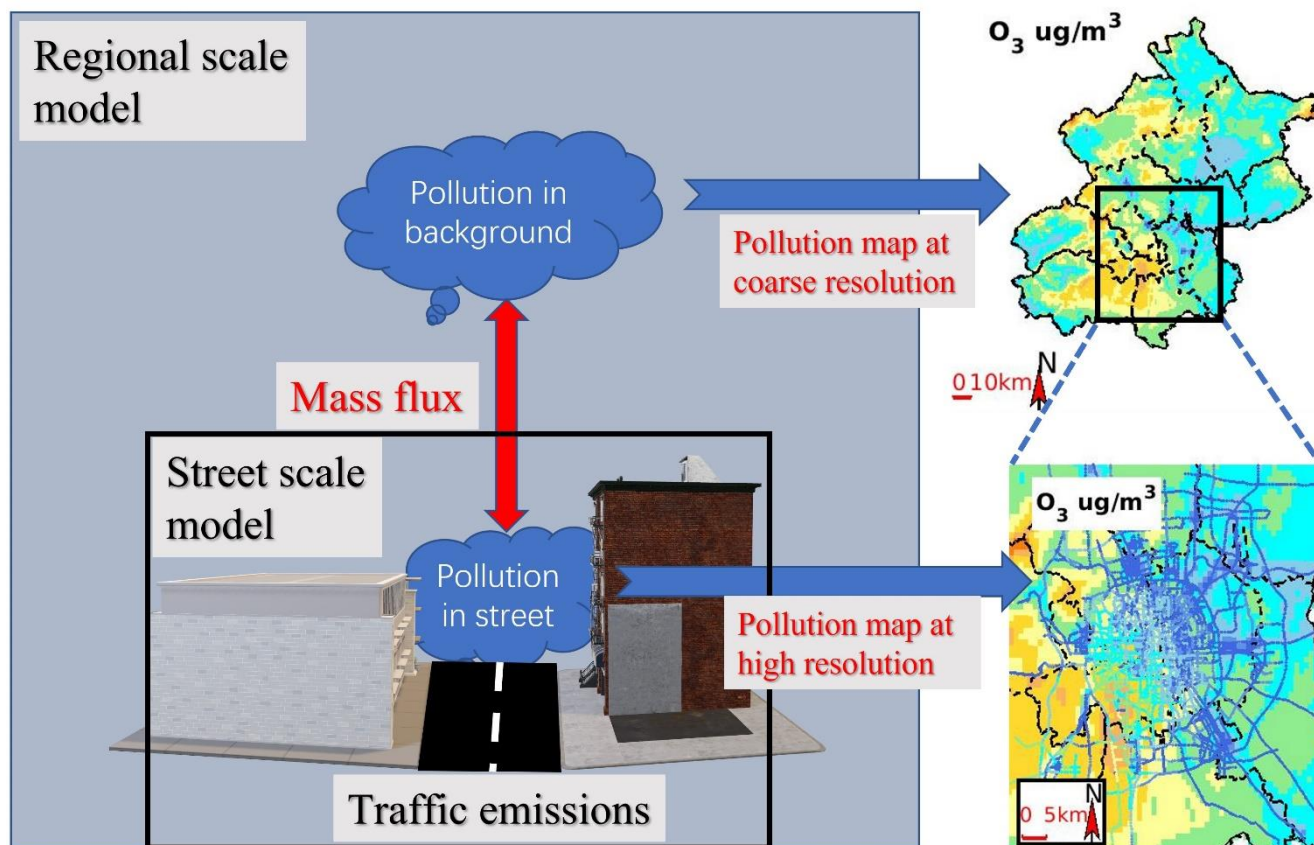 Regional scale
model
Pollution in
background
Pollution map at
coarse resolution
O₃ ug/m³
0 10km
N
Mass flux
Street scale
model
Pollution
in street
Pollution map at
high resolution
Traffic emissions
O₃ ug/m³
0 5km
N